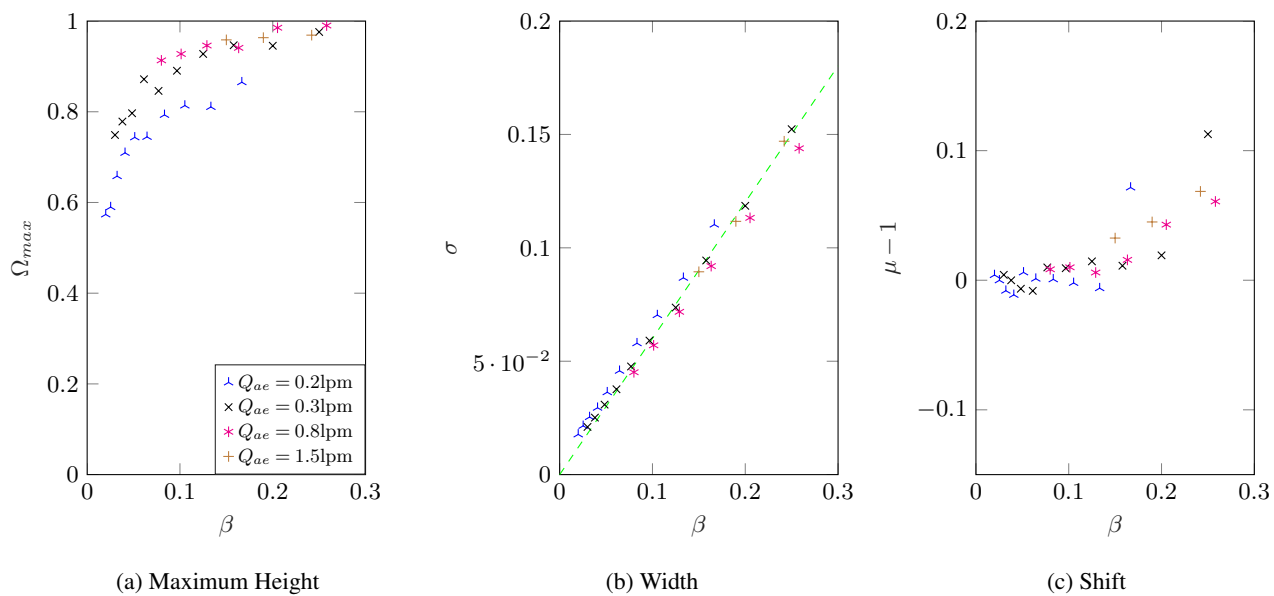 1
0.8
0.6
0.4
0.2
0
Ω_max
Q_ae = 0.2lpm
Q_ae = 0.3lpm
Q_ae = 0.8lpm
Q_ae = 1.5lpm
0 0.1 0.2 0.3
β
(a) Maximum Height
0.2
0.15
0.1
5 · 10^−2
0
σ
0 0.1 0.2 0.3
β
(b) Width
0.2
0.1
0
−0.1
μ − 1
0 0.1 0.2 0.3
β
(c) Shift